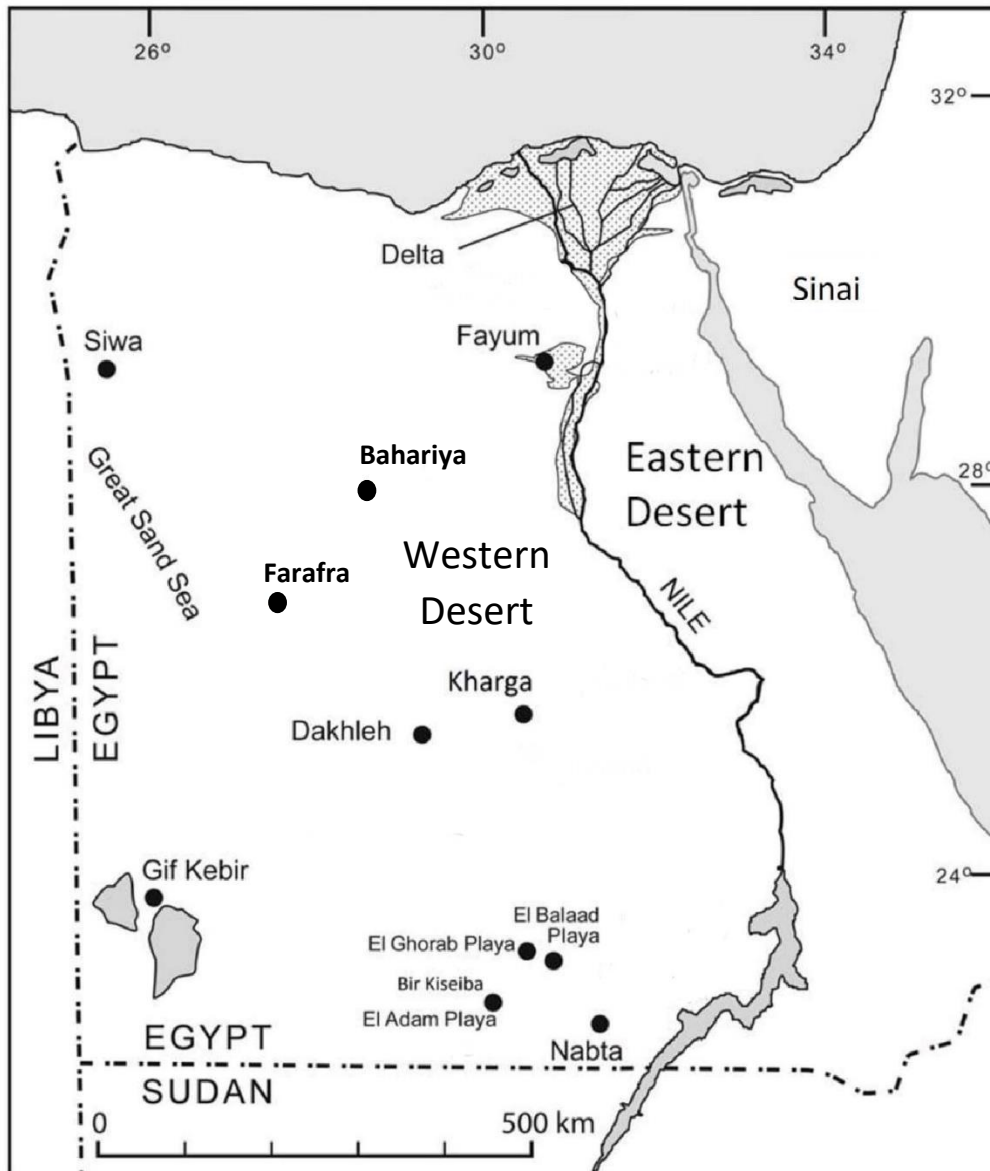 26°
30°
34°
32°
Delta
Sinai
Siwa
Fayum
Great Sand Sea
Bahariya
Eastern
Desert
28°
Western
Desert
Farafra
NILE
LIBYA
EGYPT
Kharga
Dakhleh
Gif Kebir
24°
El Balaad
Playa
El Ghorab Playa
Bir Kiseiba
El Adam Playa
Nabta
EGYPT
SUDAN
0
500 km